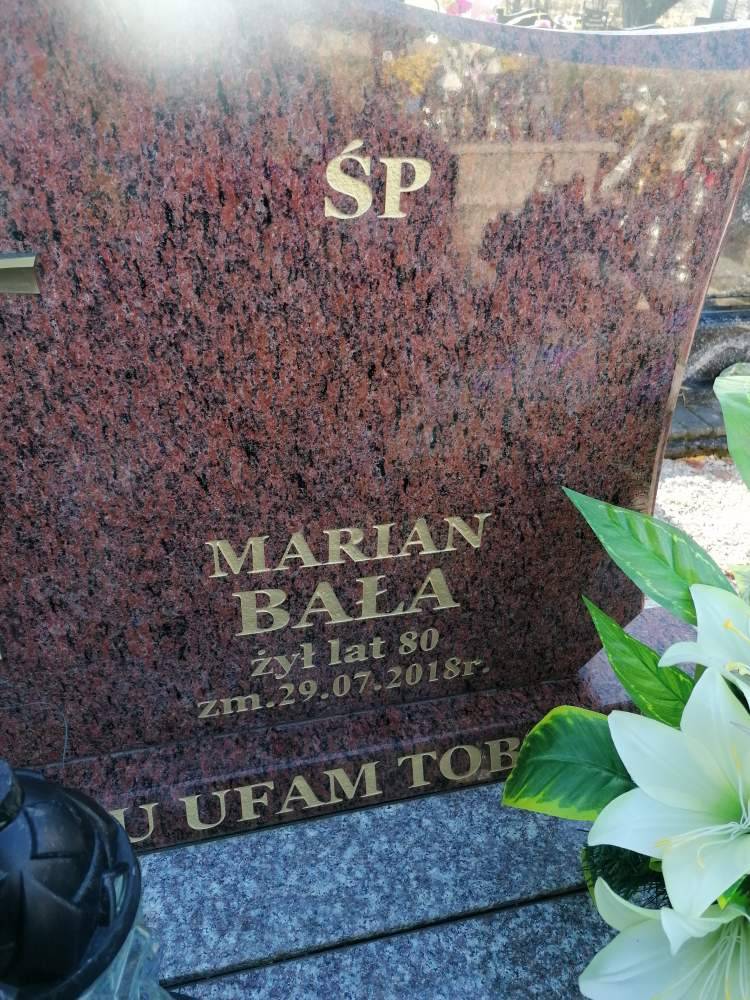 ŚP
MARIAN
BAŁA
żył lat 80
zm.29.07.2018r.
U UFAM TOB